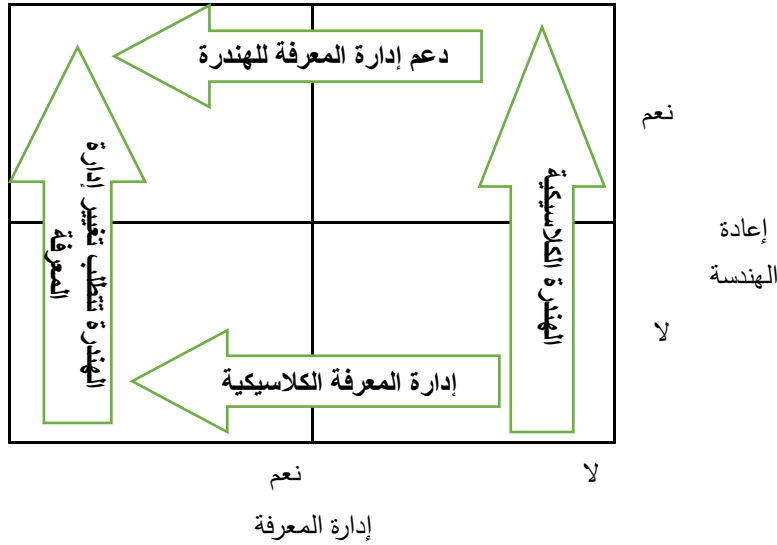 دعم إدارة المعرفة للهندرة
نعم
الهندرة الكلاسيكية
الهندرة تتطلب تغيير إدارة
المعرفة
إعادة
الهندسة
لا
إدارة المعرفة الكلاسيكية
لا
نعم
إدارة المعرفة